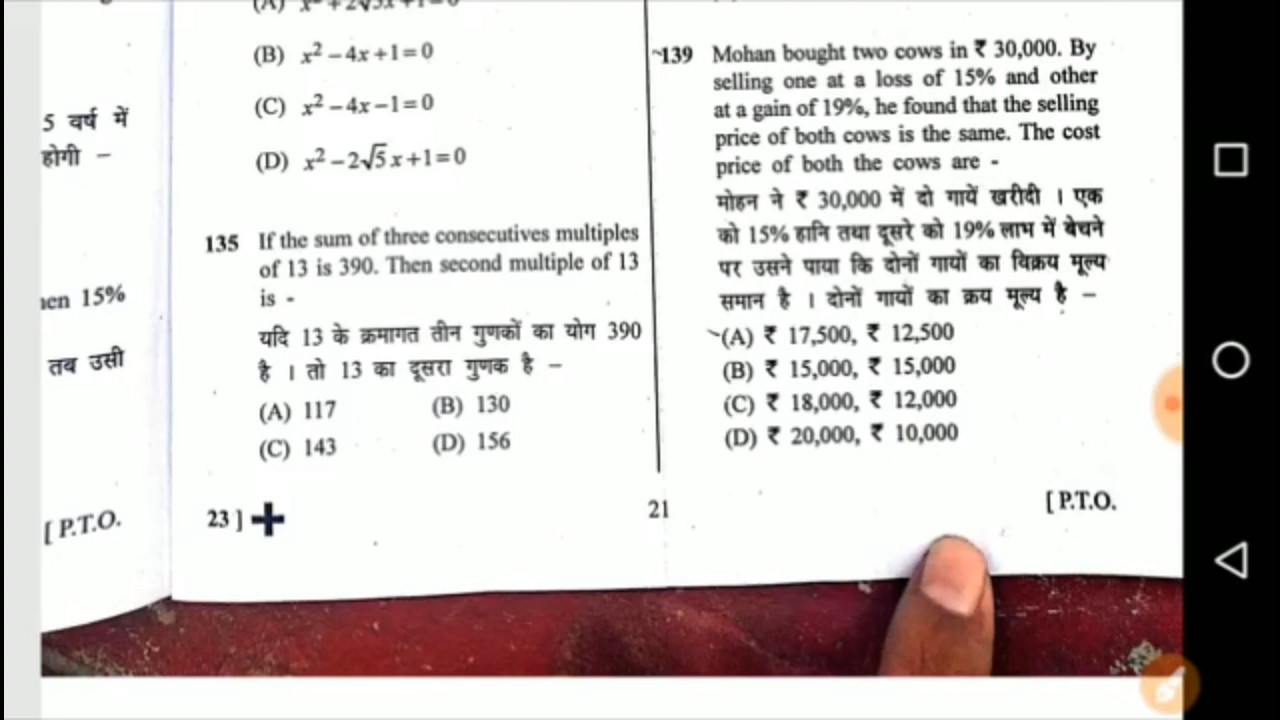 5 वर्ष में
होगी –
15%
तब उसी
[ P.T.O.
(B) x² – 4x + 1 = 0
(C) x² – 4x – 1 = 0
(D) x² – 2√5 x + 1 = 0
135 If the sum of three consecutives multiples
of 13 is 390. Then second multiple of 13
is -
यदि 13 के क्रमागत तीन गुणकों का योग 390
है । तो 13 का दूसरा गुणक है –
(A) 117 (B) 130
(C) 143 (D) 156
23 ]
139 Mohan bought two cows in ₹ 30,000. By
selling one at a loss of 15% and other
at a gain of 19%, he found that the selling
price of both cows is the same. The cost
price of both the cows are -
मोहन ने ₹ 30,000 में दो गायें खरीदी । एक
को 15% हानि तथा दूसरे को 19% लाभ में बेचने
पर उसने पाया कि दोनों गायों का विक्रय मूल्य
समान है । दोनों गायों का क्रय मूल्य है –
(A) ₹ 17,500, ₹ 12,500
(B) ₹ 15,000, ₹ 15,000
(C) ₹ 18,000, ₹ 12,000
(D) ₹ 20,000, ₹ 10,000
21
[ P.T.O.